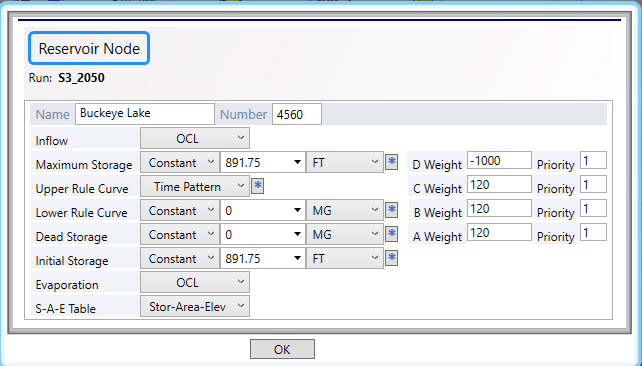 Reservoir Node
Run: S3_2050
Name Buckeye Lake Number 4560
Inflow OCL
Maximum Storage Constant 891.75 FT * D Weight -1000 Priority 1
Upper Rule Curve Time Pattern * C Weight 120 Priority 1
Lower Rule Curve Constant 0 MG * B Weight 120 Priority 1
Dead Storage Constant 0 MG * A Weight 120 Priority 1
Initial Storage Constant 891.75 FT *
Evaporation OCL
S-A-E Table Stor-Area-Elev
OK